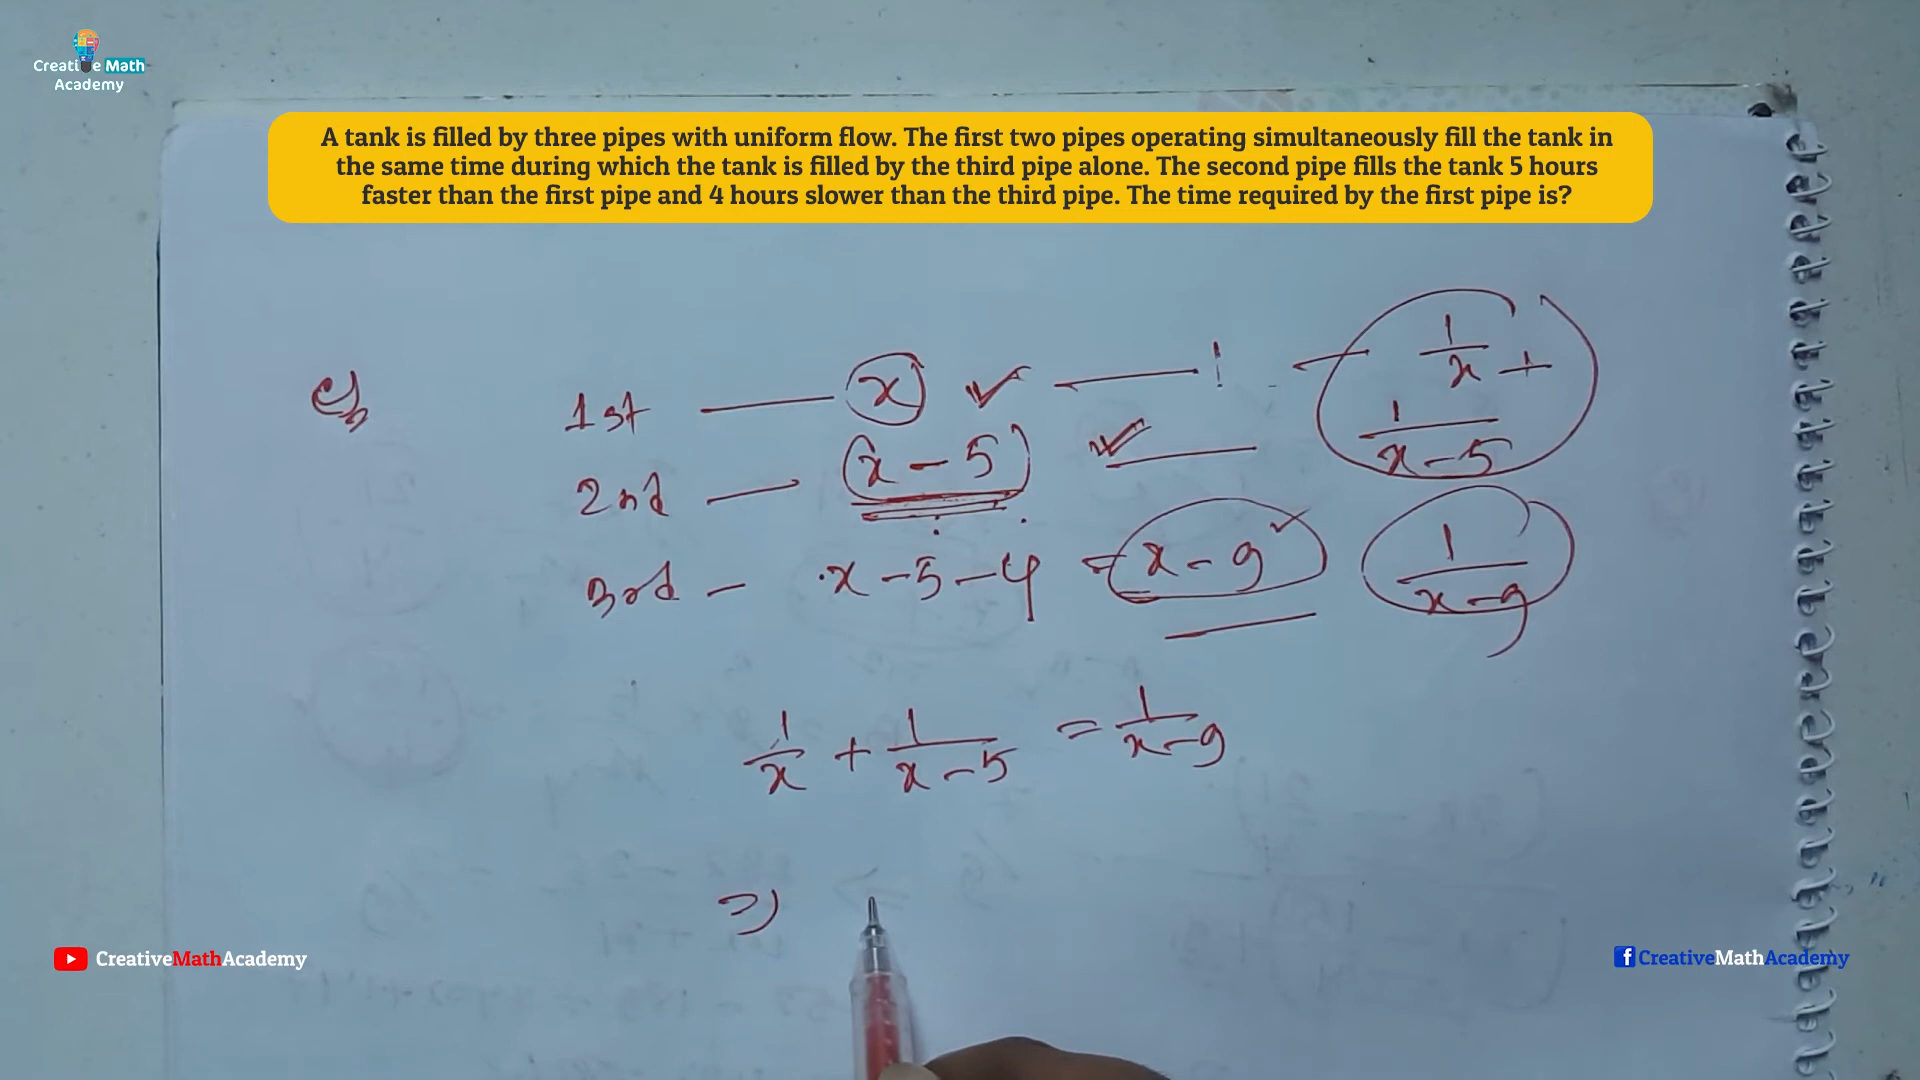 Creative Math
Academy
A tank is filled by three pipes with uniform flow. The first two pipes operating simultaneously fill the tank in
the same time during which the tank is filled by the third pipe alone. The second pipe fills the tank 5 hours
faster than the first pipe and 4 hours slower than the third pipe. The time required by the first pipe is?
1st — x ✓ — 1 — 1/x +
2nd — (x - 5) ✓ — 1/(x-5)
3rd — x - 5 - 4 = x - 9 ✓ 1/(x-9)
1/x + 1/(x-5) = 1/(x-9)
=>
CreativeMathAcademy
CreativeMathAcademy